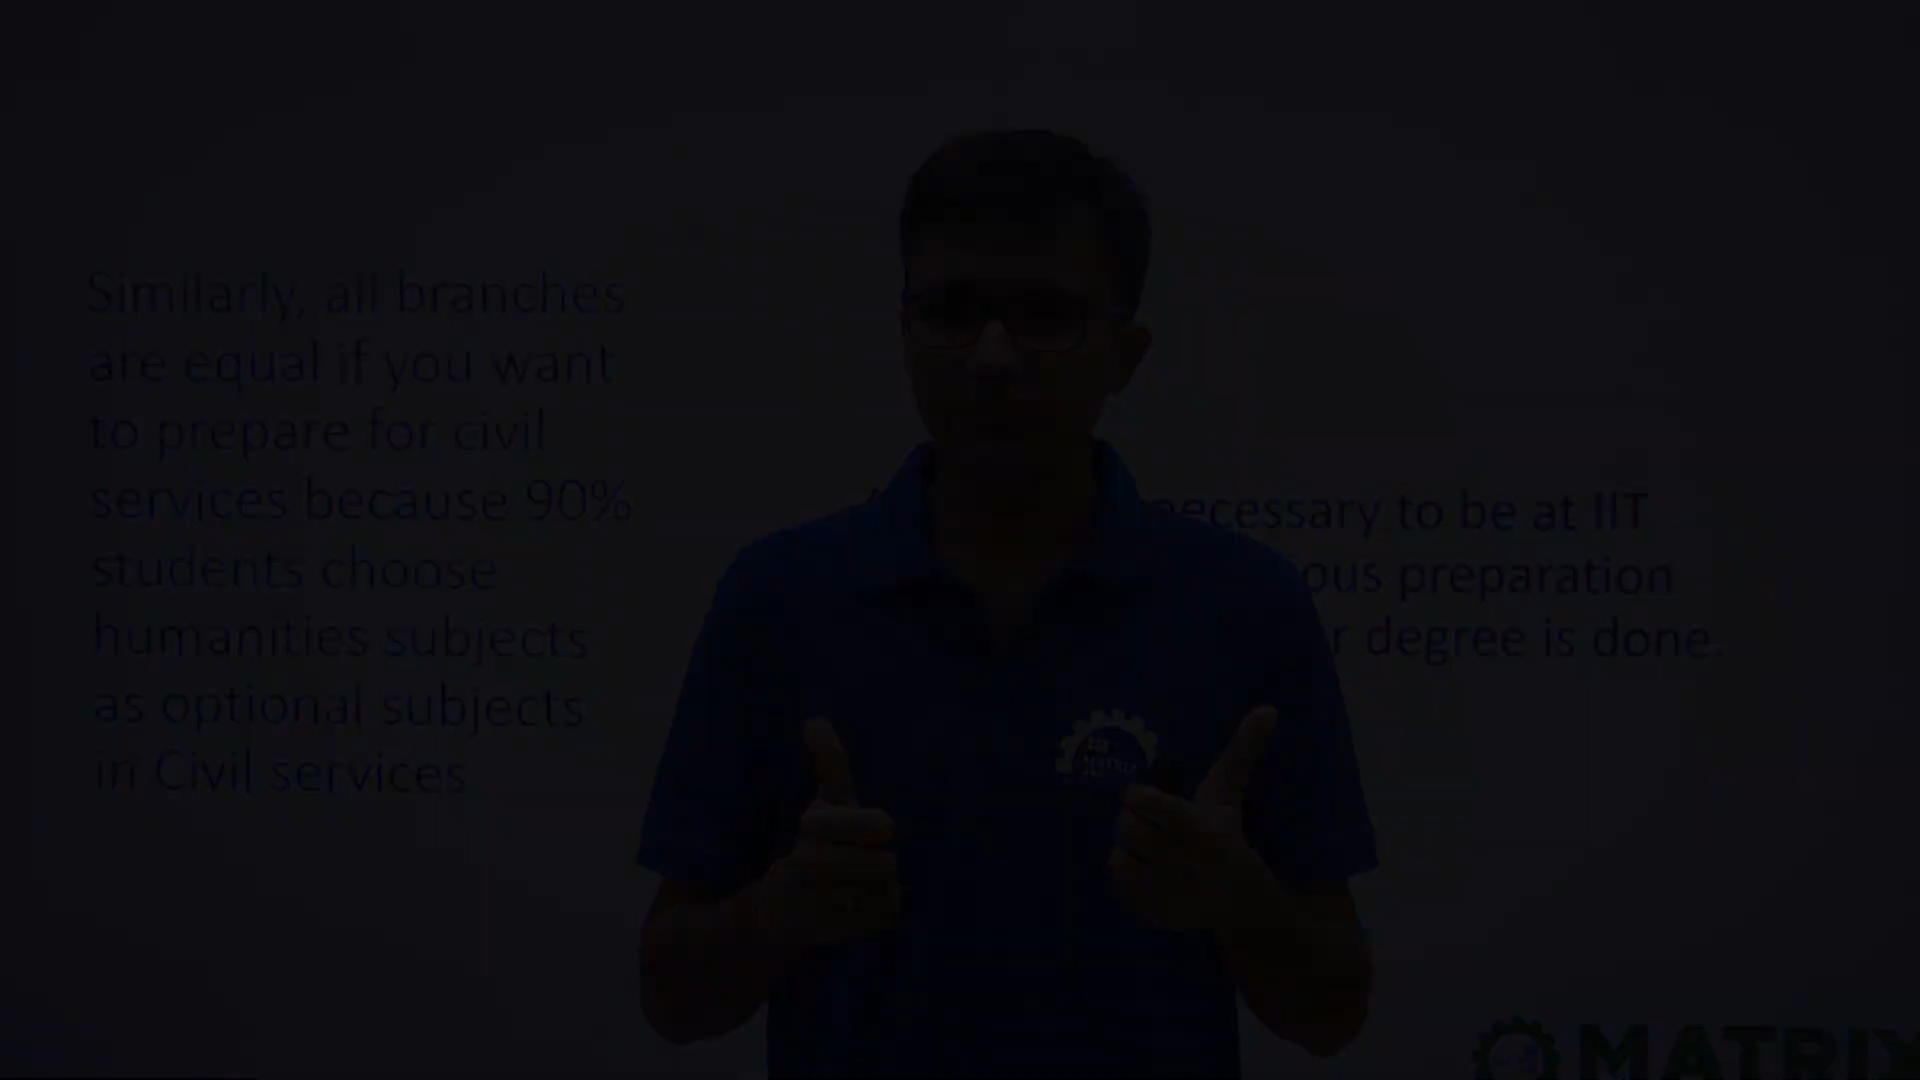 Similarly, all branches
are equal if you want
to prepare for civil
services because 90%
students choose
humanities subjects
as optional subjects
in Civil services
necessary to be at IIT
preparation
degree is done.
MATRIX
MATRIX